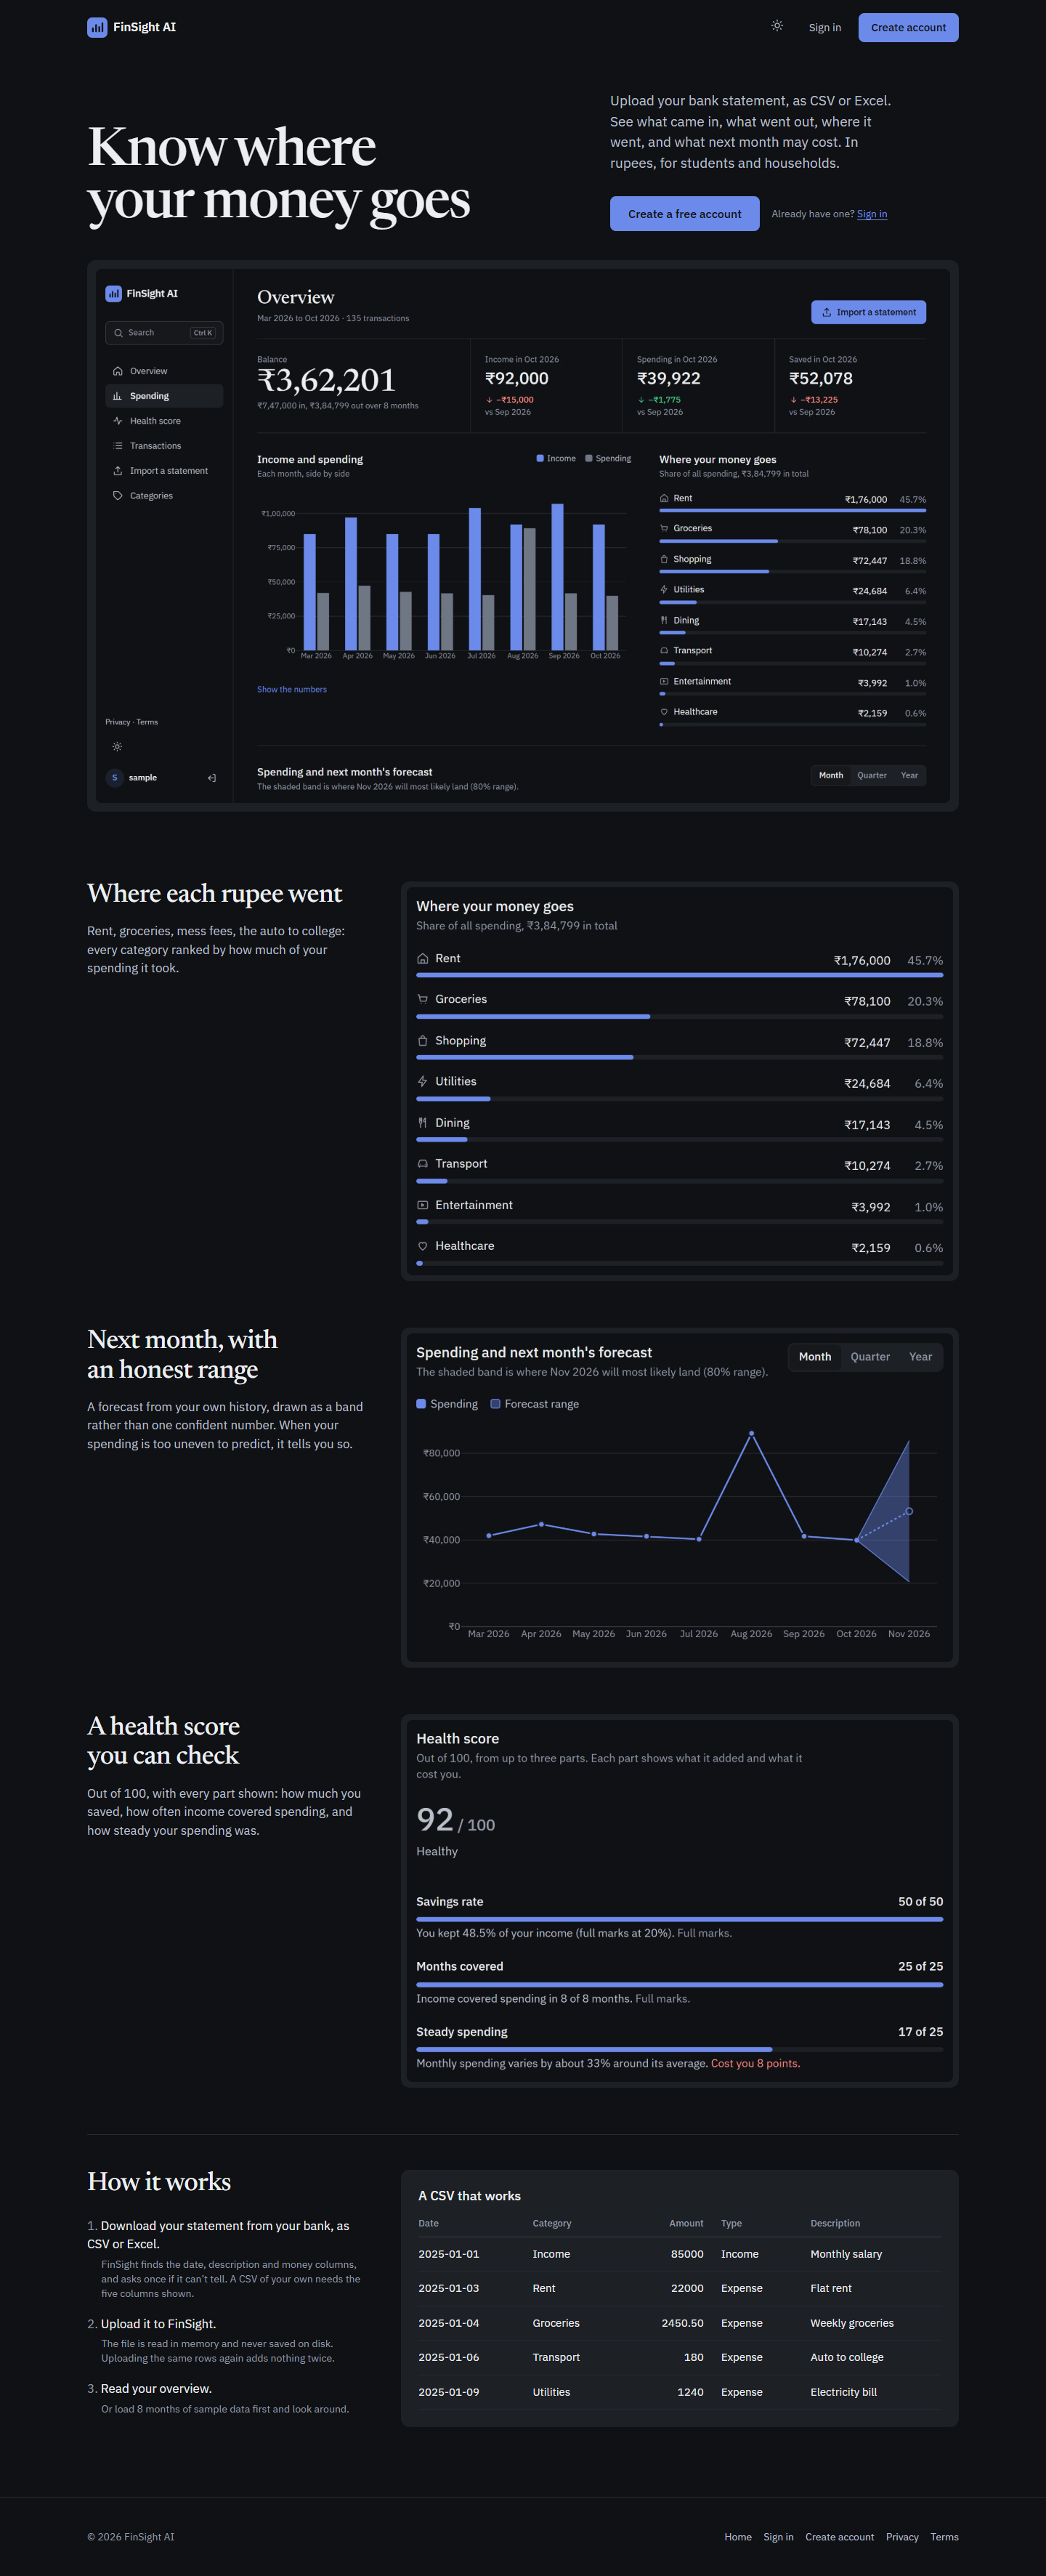 FinSight AI
Sign in
Create account
Know where
your money goes
Upload your bank statement, as CSV or Excel.
See what came in, what went out, where it
went, and what next month may cost. In
rupees, for students and households.
Create a free account
Already have one? Sign in
FinSight AI
Search
Ctrl K
Overview
Spending
Health score
Transactions
Import a statement
Categories
Privacy · Terms
S
sample
Overview
Mar 2026 to Oct 2026 · 135 transactions
Import a statement
Balance
₹3,62,201
₹7,47,000 in, ₹3,84,799 out over 8 months
Income in Oct 2026
₹92,000
↓ −₹15,000
vs Sep 2026
Spending in Oct 2026
₹39,922
↓ −₹1,775
vs Sep 2026
Saved in Oct 2026
₹52,078
↓ −₹13,225
vs Sep 2026
Income and spending
Each month, side by side
Income
Spending
₹1,00,000
₹75,000
₹50,000
₹25,000
₹0
Mar 2026 Apr 2026 May 2026 Jun 2026 Jul 2026 Aug 2026 Sep 2026 Oct 2026
Show the numbers
Where your money goes
Share of all spending, ₹3,84,799 in total
Rent ₹1,76,000 45.7%
Groceries ₹78,100 20.3%
Shopping ₹72,447 18.8%
Utilities ₹24,684 6.4%
Dining ₹17,143 4.5%
Transport ₹10,274 2.7%
Entertainment ₹3,992 1.0%
Healthcare ₹2,159 0.6%
Spending and next month's forecast
The shaded band is where Nov 2026 will most likely land (80% range).
Month Quarter Year
Where each rupee went
Rent, groceries, mess fees, the auto to college:
every category ranked by how much of your
spending it took.
Where your money goes
Share of all spending, ₹3,84,799 in total
Rent ₹1,76,000 45.7%
Groceries ₹78,100 20.3%
Shopping ₹72,447 18.8%
Utilities ₹24,684 6.4%
Dining ₹17,143 4.5%
Transport ₹10,274 2.7%
Entertainment ₹3,992 1.0%
Healthcare ₹2,159 0.6%
Next month, with
an honest range
A forecast from your own history, drawn as a band
rather than one confident number. When your
spending is too uneven to predict, it tells you so.
Spending and next month's forecast
The shaded band is where Nov 2026 will most likely land (80% range).
Month Quarter Year
Spending
Forecast range
₹80,000
₹60,000
₹40,000
₹20,000
₹0
Mar 2026 Apr 2026 May 2026 Jun 2026 Jul 2026 Aug 2026 Sep 2026 Oct 2026 Nov 2026
A health score
you can check
Out of 100, with every part shown: how much you
saved, how often income covered spending, and
how steady your spending was.
Health score
Out of 100, from up to three parts. Each part shows what it added and what it
cost you.
92 / 100
Healthy
Savings rate 50 of 50
You kept 48.5% of your income (full marks at 20%). Full marks.
Months covered 25 of 25
Income covered spending in 8 of 8 months. Full marks.
Steady spending 17 of 25
Monthly spending varies by about 33% around its average. Cost you 8 points.
How it works
1. Download your statement from your bank, as
CSV or Excel.
FinSight finds the date, description and money columns,
and asks once if it can't tell. A CSV of your own needs the
five columns shown.
2. Upload it to FinSight.
The file is read in memory and never saved on disk.
Uploading the same rows again adds nothing twice.
3. Read your overview.
Or load 8 months of sample data first and look around.
A CSV that works
Date Category Amount Type Description
2025-01-01 Income 85000 Income Monthly salary
2025-01-03 Rent 22000 Expense Flat rent
2025-01-04 Groceries 2450.50 Expense Weekly groceries
2025-01-06 Transport 180 Expense Auto to college
2025-01-09 Utilities 1240 Expense Electricity bill
© 2026 FinSight AI
Home Sign in Create account Privacy Terms